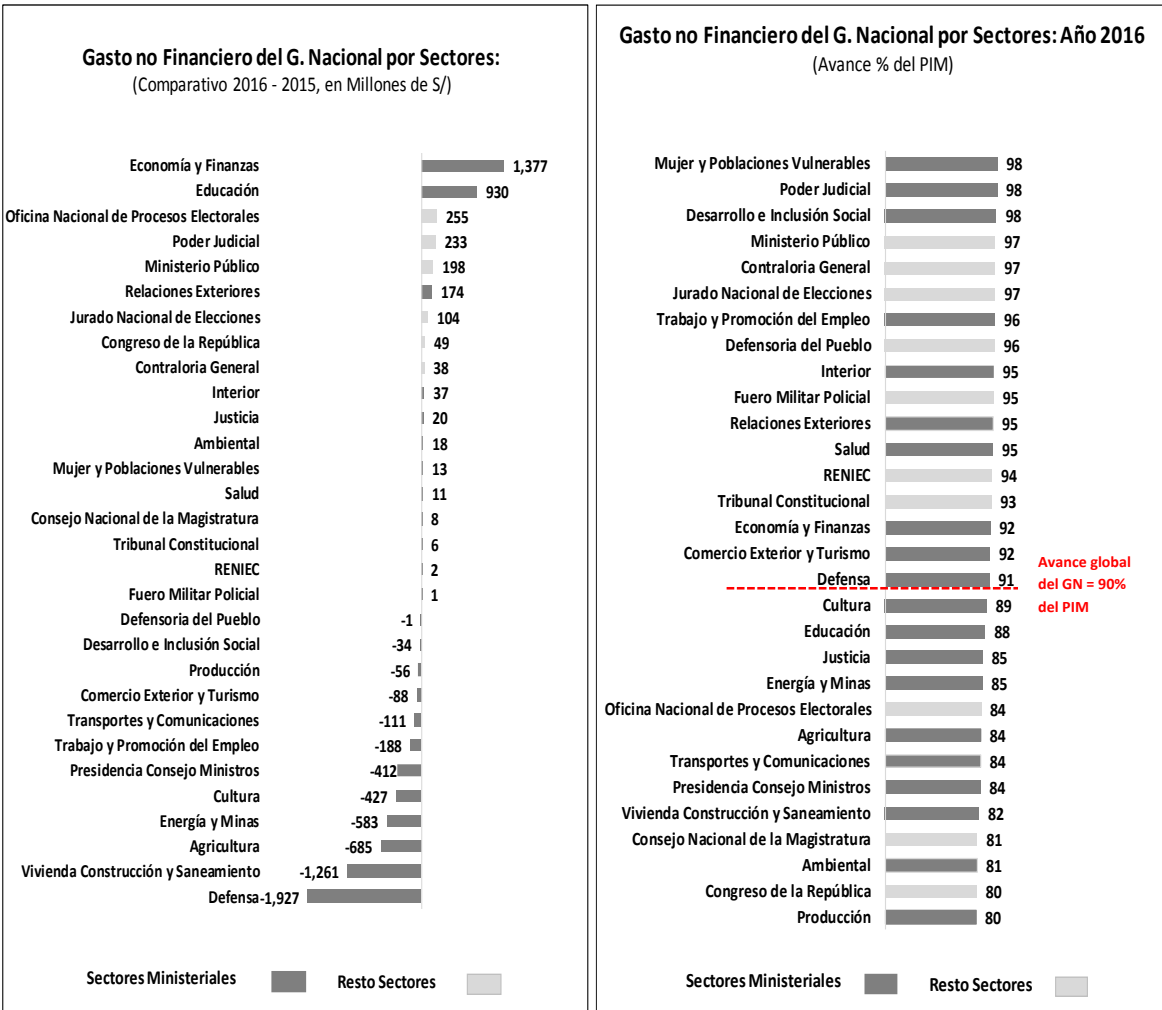 Gasto no Financiero del G. Nacional por Sectores:
(Comparativo 2016 - 2015, en Millones de S/)
Economía y Finanzas 1,377
Educación 930
Oficina Nacional de Procesos Electorales 255
Poder Judicial 233
Ministerio Público 198
Relaciones Exteriores 174
Jurado Nacional de Elecciones 104
Congreso de la República 49
Contraloria General 38
Interior 37
Justicia 20
Ambiental 18
Mujer y Poblaciones Vulnerables 13
Salud 11
Consejo Nacional de la Magistratura 8
Tribunal Constitucional 6
RENIEC 2
Fuero Militar Policial 1
Defensoria del Pueblo -1
Desarrollo e Inclusión Social -34
Producción -56
Comercio Exterior y Turismo -88
Transportes y Comunicaciones -111
Trabajo y Promoción del Empleo -188
Presidencia Consejo Ministros -412
Cultura -427
Energía y Minas -583
Agricultura -685
Vivienda Construcción y Saneamiento -1,261
Defensa -1,927
Sectores Ministeriales Resto Sectores
Gasto no Financiero del G. Nacional por Sectores: Año 2016
(Avance % del PIM)
Mujer y Poblaciones Vulnerables 98
Poder Judicial 98
Desarrollo e Inclusión Social 98
Ministerio Público 97
Contraloria General 97
Jurado Nacional de Elecciones 97
Trabajo y Promoción del Empleo 96
Defensoria del Pueblo 96
Interior 95
Fuero Militar Policial 95
Relaciones Exteriores 95
Salud 95
RENIEC 94
Tribunal Constitucional 93
Economía y Finanzas 92
Comercio Exterior y Turismo 92
Defensa 91
Avance global
del GN = 90%
del PIM
Cultura 89
Educación 88
Justicia 85
Energía y Minas 85
Oficina Nacional de Procesos Electorales 84
Agricultura 84
Transportes y Comunicaciones 84
Presidencia Consejo Ministros 84
Vivienda Construcción y Saneamiento 82
Consejo Nacional de la Magistratura 81
Ambiental 81
Congreso de la República 80
Producción 80
Sectores Ministeriales Resto Sectores